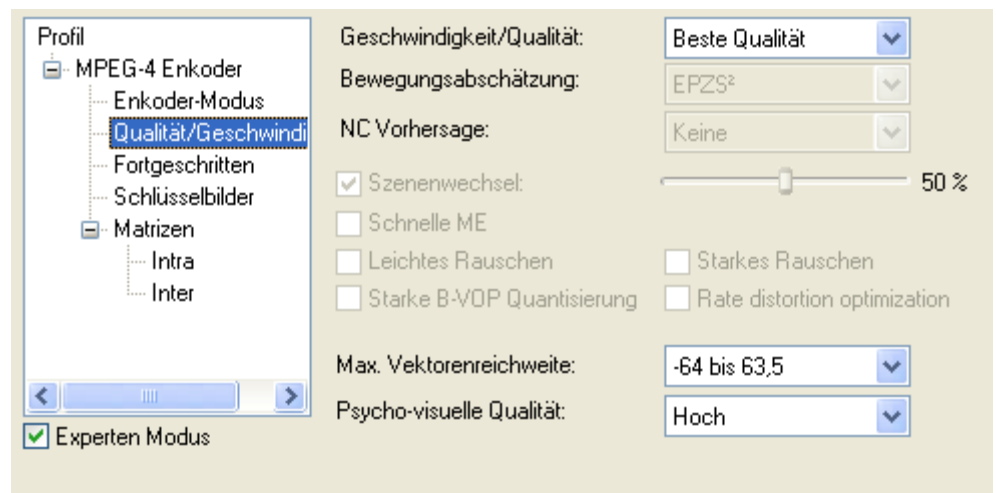 Profil
MPEG-4 Enkoder
Enkoder-Modus
Qualität/Geschwindi
Fortgeschritten
Schlüsselbilder
Matrizen
Intra
Inter
Experten Modus
Geschwindigkeit/Qualität: Beste Qualität
Bewegungsabschätzung: EPZS²
NC Vorhersage: Keine
Szenenwechsel: 50 %
Schnelle ME
Leichtes Rauschen Starkes Rauschen
Starke B-VOP Quantisierung Rate distortion optimization
Max. Vektorenreichweite: -64 bis 63,5
Psycho-visuelle Qualität: Hoch